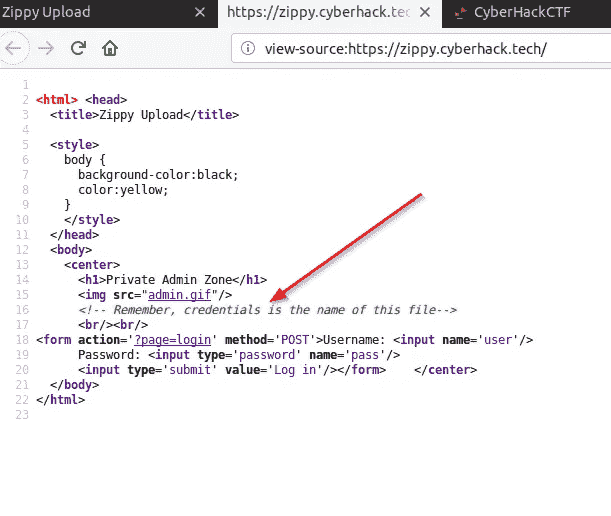 Zippy Upload
https://zippy.cyberhack.tec
CyberHackCTF
view-source:https://zippy.cyberhack.tech/
1
2 <html> <head>
3 <title>Zippy Upload</title>
4
5 <style>
6 body {
7 background-color:black;
8 color:yellow;
9 }
10 </style>
11 </head>
12 <body>
13 <center>
14 <h1>Private Admin Zone</h1>
15 <img src="admin.gif"/>
16 <!-- Remember, credentials is the name of this file-->
17 <br/><br/>
18 <form action='?page=login' method='POST'>Username: <input name='user'/>
19 Password: <input type='password' name='pass'/>
20 <input type='submit' value='Log in'/></form> </center>
21 </body>
22 </html>
23